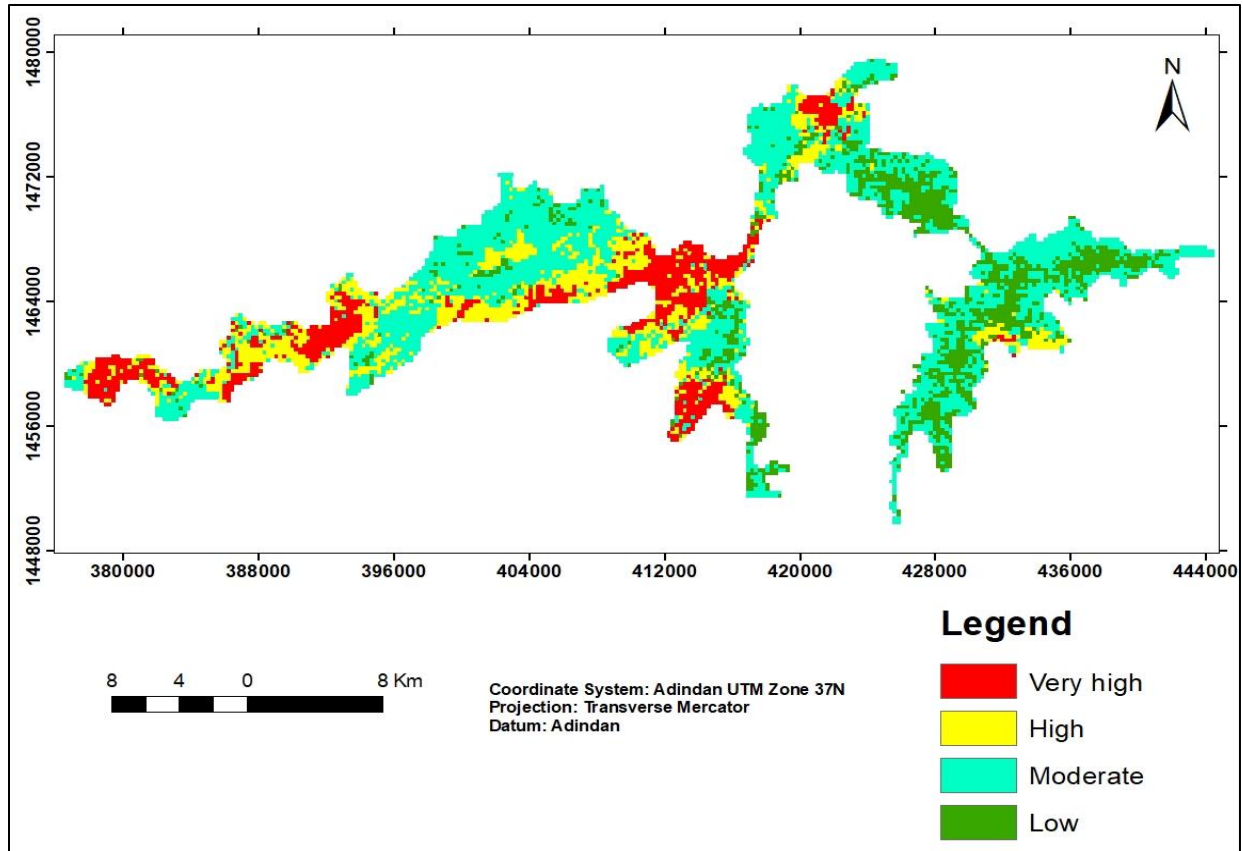 1480000
1472000
1464000
1456000
1448000
N
380000 388000 396000 404000 412000 420000 428000 436000 444000
8 4 0 8 Km
Coordinate System: Adindan UTM Zone 37N
Projection: Transverse Mercator
Datum: Adindan
Legend
Very high
High
Moderate
Low